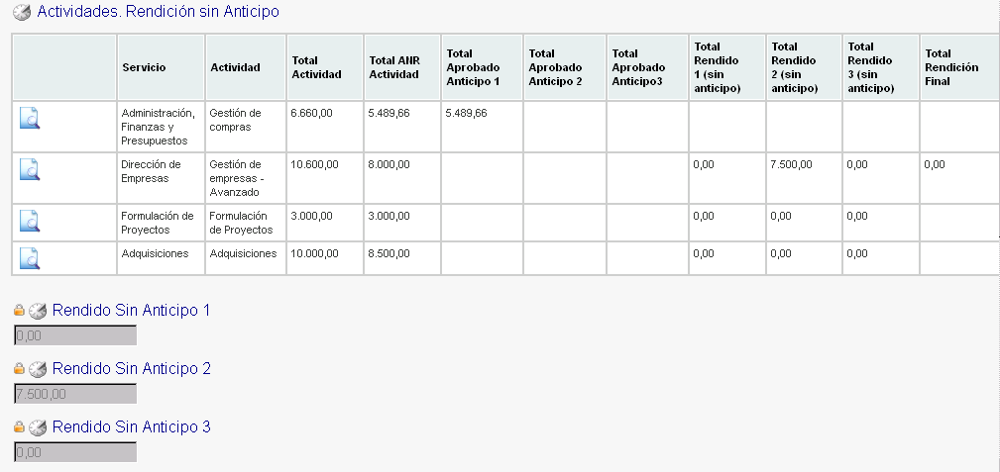 Actividades. Rendición sin Anticipo
Servicio Actividad Total Actividad Total ANR Actividad Total Aprobado Anticipo 1 Total Aprobado Anticipo 2 Total Aprobado Anticipo3 Total Rendido 1 (sin anticipo) Total Rendido 2 (sin anticipo) Total Rendido 3 (sin anticipo) Total Rendición Final
Administración, Finanzas y Presupuestos Gestión de compras 6.660,00 5.489,66 5.489,66
Dirección de Empresas Gestión de empresas - Avanzado 10.600,00 8.000,00 0,00 7.500,00 0,00 0,00
Formulación de Proyectos Formulación de Proyectos 3.000,00 3.000,00 0,00 0,00 0,00
Adquisiciones Adquisiciones 10.000,00 8.500,00 0,00 0,00 0,00
Rendido Sin Anticipo 1
0,00
Rendido Sin Anticipo 2
7.500,00
Rendido Sin Anticipo 3
0,00